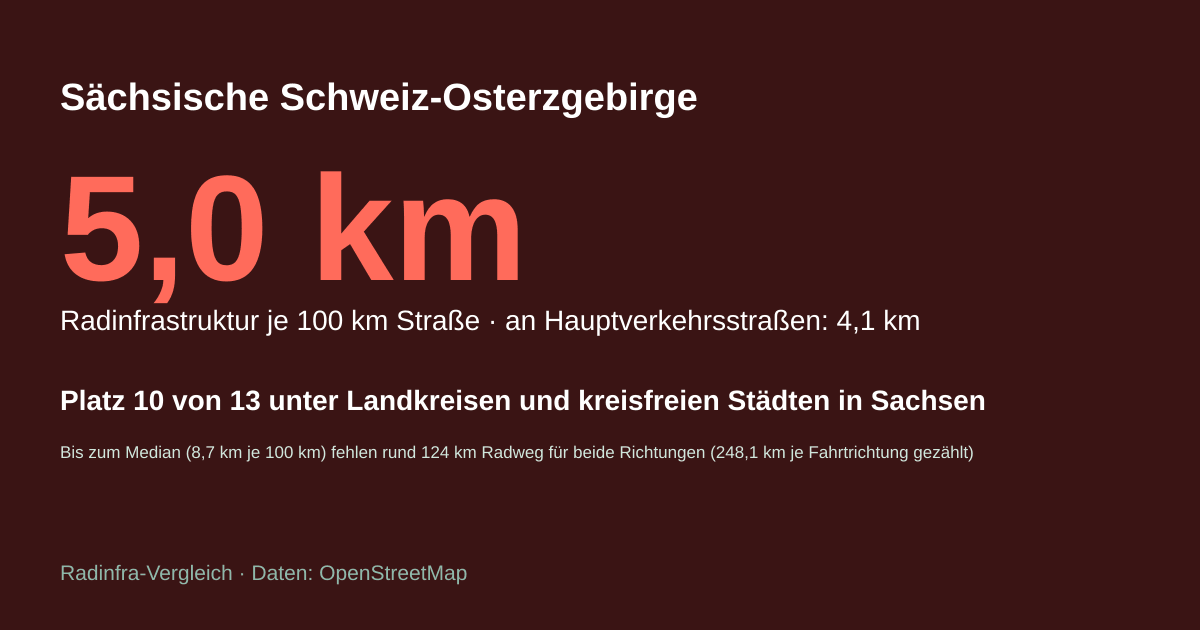 Sächsische Schweiz-Osterzgebirge
5,0 km
Radinfrastruktur je 100 km Straße · an Hauptverkehrsstraßen: 4,1 km
Platz 10 von 13 unter Landkreisen und kreisfreien Städten in Sachsen
Bis zum Median (8,7 km je 100 km) fehlen rund 124 km Radweg für beide Richtungen (248,1 km je Fahrtrichtung gezählt)
Radinfra-Vergleich · Daten: OpenStreetMap